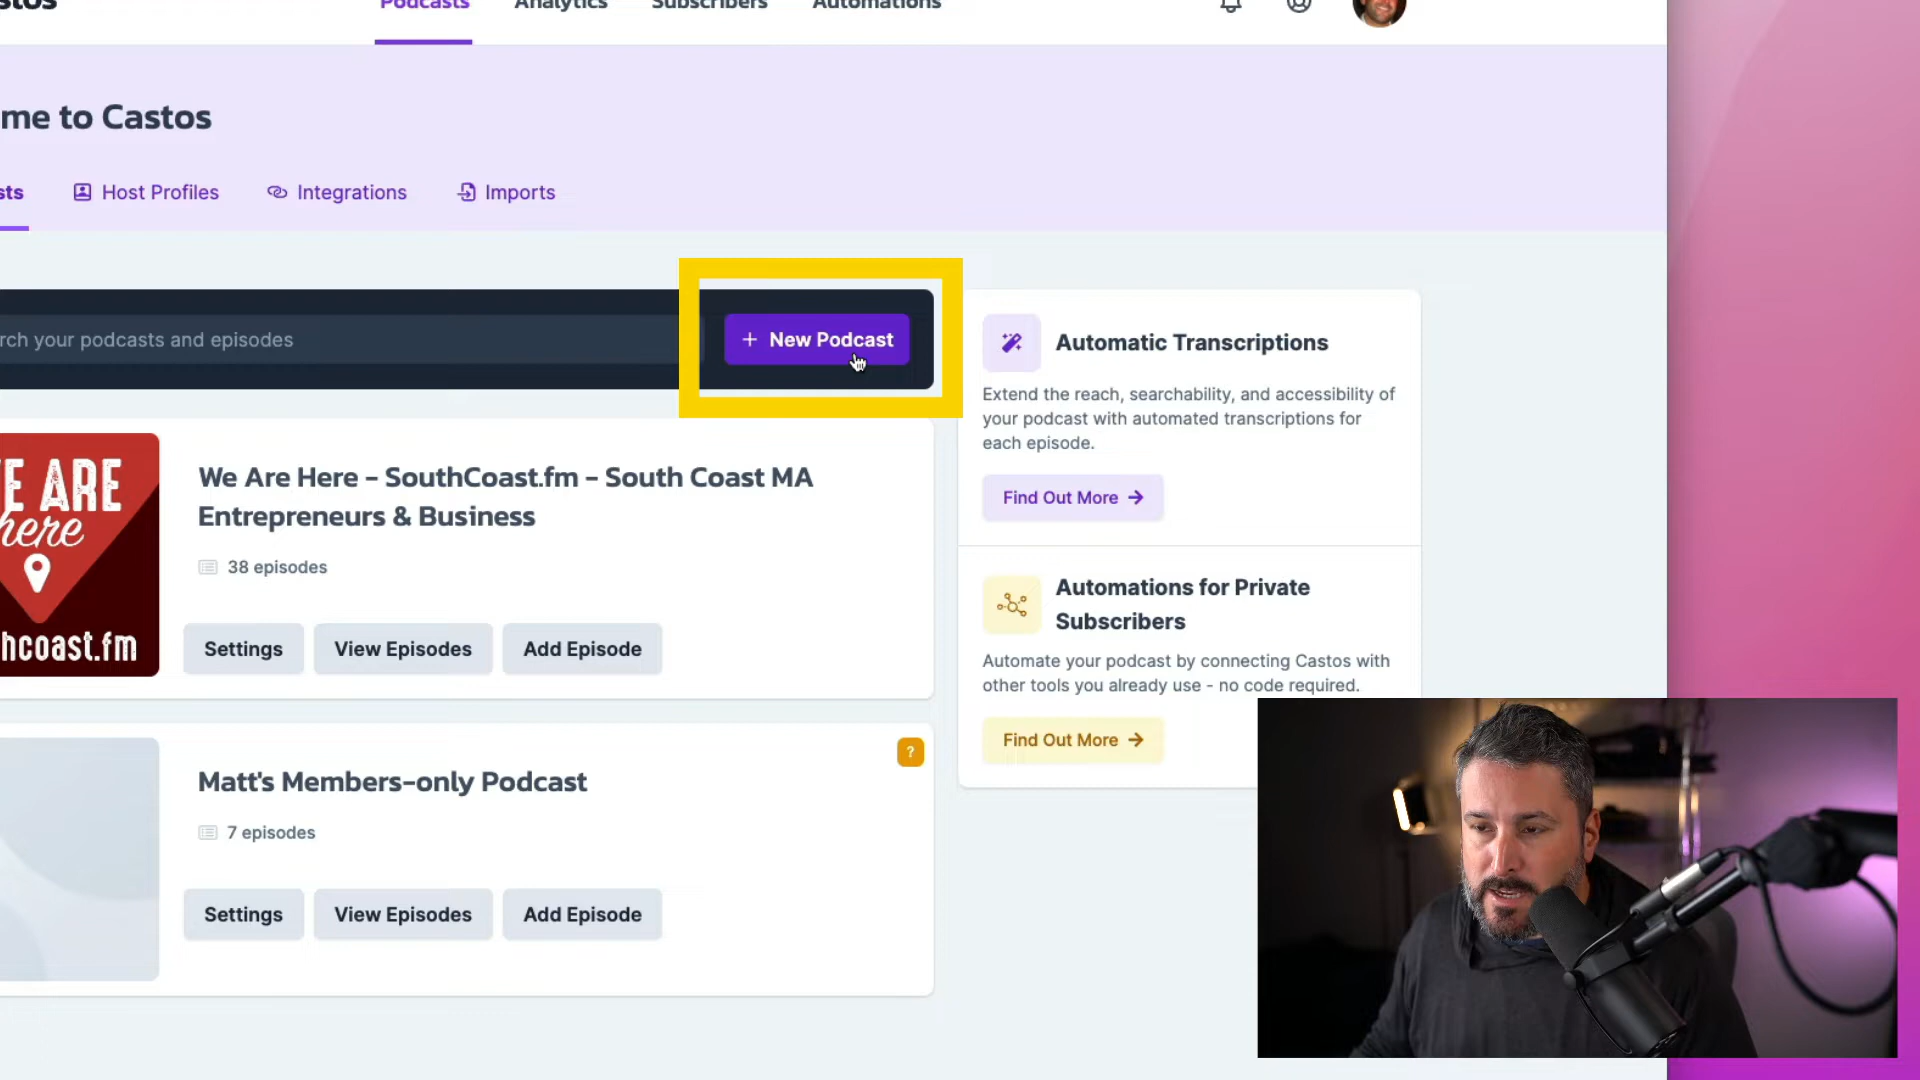 Podcasts Analytics Subscribers Automations
me to Castos
sts Host Profiles Integrations Imports
rch your podcasts and episodes
+ New Podcast
Automatic Transcriptions
Extend the reach, searchability, and accessibility of
your podcast with automated transcriptions for
each episode.
Find Out More →
E ARE
here
hcoast.fm
We Are Here - SouthCoast.fm - South Coast MA
Entrepreneurs & Business
38 episodes
Settings View Episodes Add Episode
Automations for Private
Subscribers
Automate your podcast by connecting Castos with
other tools you already use - no code required.
Find Out More →
?
Matt's Members-only Podcast
7 episodes
Settings View Episodes Add Episode